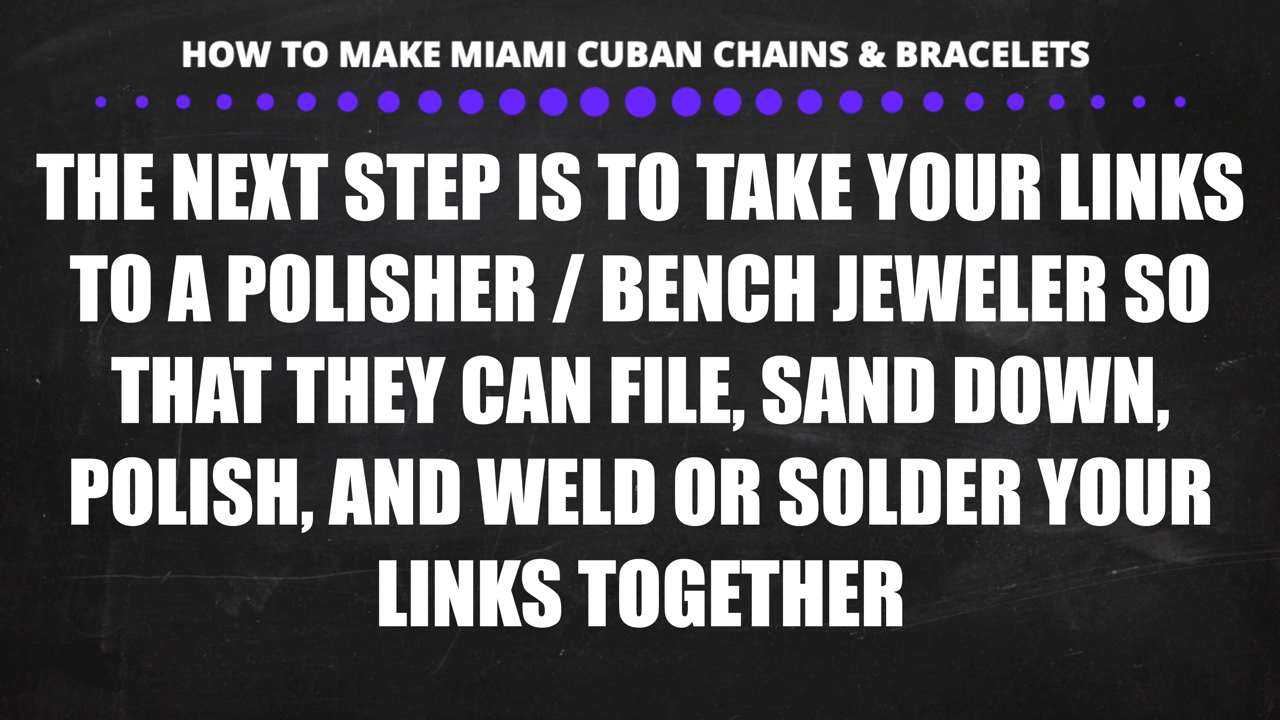 HOW TO MAKE MIAMI CUBAN CHAINS & BRACELETS
THE NEXT STEP IS TO TAKE YOUR LINKS
TO A POLISHER / BENCH JEWELER SO
THAT THEY CAN FILE, SAND DOWN,
POLISH, AND WELD OR SOLDER YOUR
LINKS TOGETHER